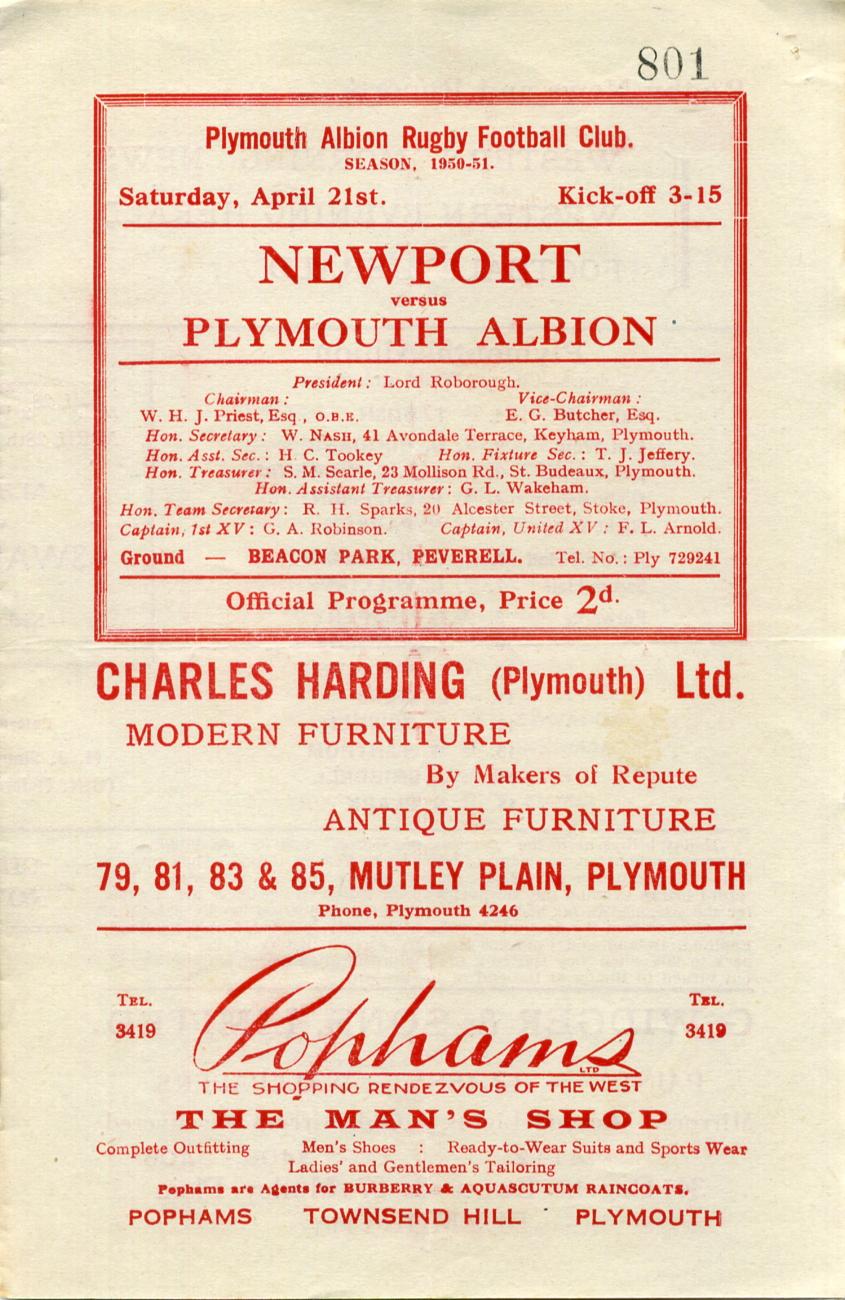 801
Plymouth Albion Rugby Football Club.
SEASON, 1950-51.
Saturday, April 21st. Kick-off 3-15
NEWPORT
versus
PLYMOUTH ALBION
President: Lord Roborough.
Chairman: Vice-Chairman:
W. H. J. Priest, Esq., O.B.E. E. G. Butcher, Esq.
Hon. Secretary: W. NASH, 41 Avondale Terrace, Keyham, Plymouth.
Hon. Asst. Sec.: H. C. Tookey Hon. Fixture Sec.: T. J. Jeffery.
Hon. Treasurer: S. M. Searle, 23 Mollison Rd., St. Budeaux, Plymouth.
Hon. Assistant Treasurer: G. L. Wakeham.
Hon. Team Secretary: R. H. Sparks, 20 Alcester Street, Stoke, Plymouth.
Captain, 1st XV: G. A. Robinson. Captain, United XV: F. L. Arnold.
Ground — BEACON PARK, PEVERELL. Tel. No.: Ply 729241
Official Programme, Price 2d.
CHARLES HARDING (Plymouth) Ltd.
MODERN FURNITURE
By Makers of Repute
ANTIQUE FURNITURE
79, 81, 83 & 85, MUTLEY PLAIN, PLYMOUTH
Phone, Plymouth 4246
TEL. 3419 Pophams LTD TEL. 3419
THE SHOPPING RENDEZVOUS OF THE WEST
THE MAN'S SHOP
Complete Outfitting Men's Shoes : Ready-to-Wear Suits and Sports Wear
Ladies' and Gentlemen's Tailoring
Pophams are Agents for BURBERRY & AQUASCUTUM RAINCOATS.
POPHAMS TOWNSEND HILL PLYMOUTH